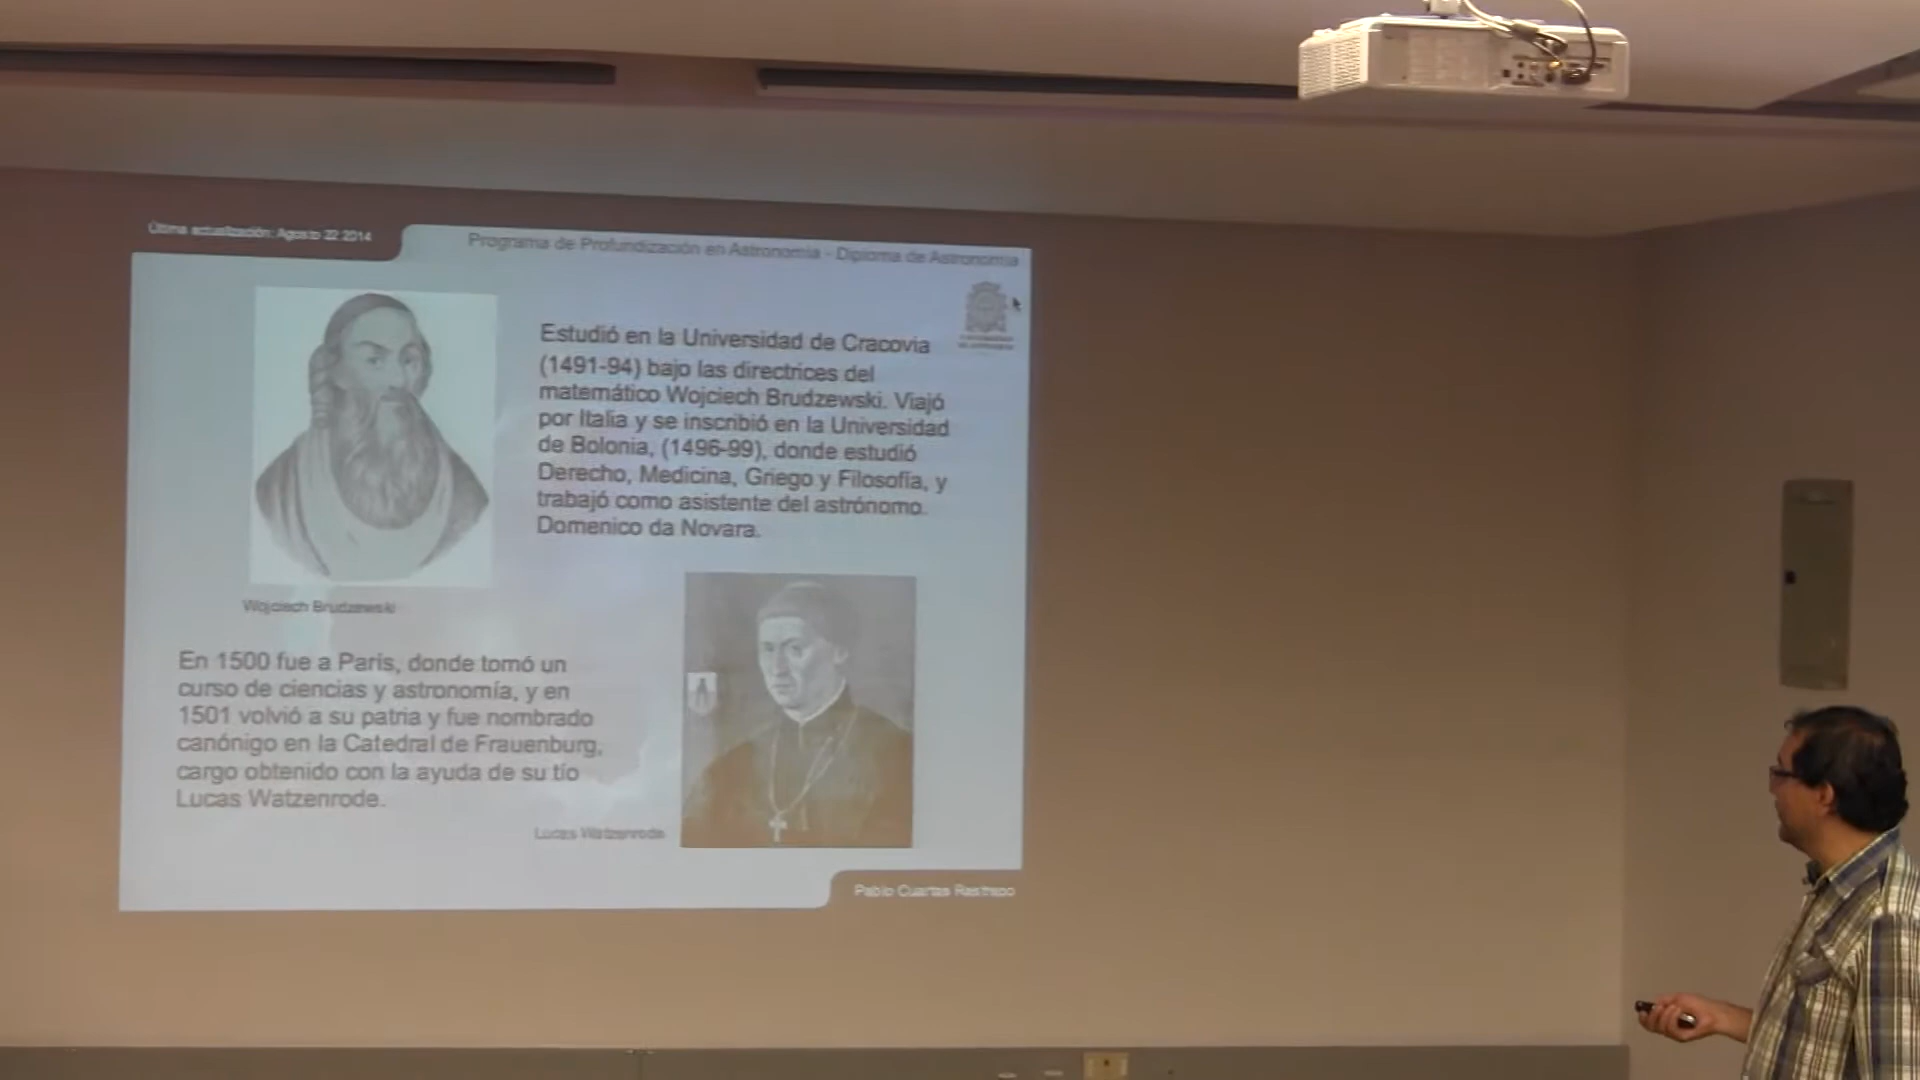 Última actualización: Agosto 22 2014
Programa de Profundización en Astronomía - Diploma de Astronomía
Estudió en la Universidad de Cracovia
(1491-94) bajo las directrices del
matemático Wojciech Brudzewski. Viajó
por Italia y se inscribió en la Universidad
de Bolonia, (1496-99), donde estudió
Derecho, Medicina, Griego y Filosofía, y
trabajó como asistente del astrónomo.
Domenico da Novara.
Wojciech Brudzewski
En 1500 fue a Paris, donde tomó un
curso de ciencias y astronomía, y en
1501 volvió a su patria y fue nombrado
canónigo en la Catedral de Frauenburg,
cargo obtenido con la ayuda de su tío
Lucas Watzenrode.
Lucas Watzenrode
Pablo Cuartas Restrepo